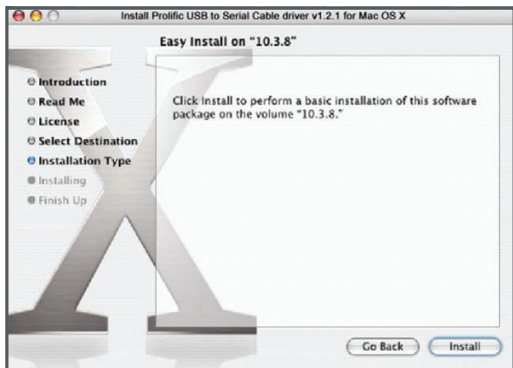 Install Prolific USB to Serial Cable driver v1.2.1 for Mac OS X
Easy Install on "10.3.8"
Introduction
Read Me
License
Select Destination
Installation Type
Installing
Finish Up
Click Install to perform a basic installation of this software
package on the volume "10.3.8."
Go Back
Install